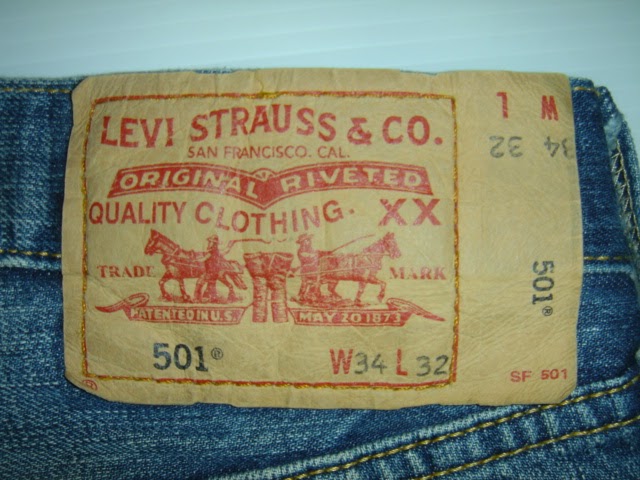 LEVI STRAUSS & CO.
SAN FRANCISCO. CAL.
ORIGINAL RIVETED
QUALITY CLOTHING. XX
TRADE MARK
PATENTED IN U.S. MAY 20 1873
501® W34 L32
W L
34 32
501®
SF 501
®